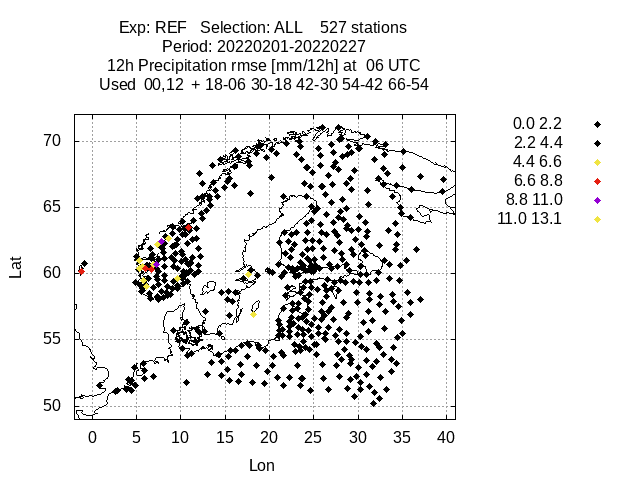 Exp: REF   Selection: ALL    527 stations
Period: 20220201-20220227
12h Precipitation rmse [mm/12h] at  06 UTC
Used  00,12  + 18-06 30-18 42-30 54-42 66-54
0.0 2.2
2.2 4.4
4.4 6.6
6.6 8.8
8.8 11.0
11.0 13.1
70
65
60
55
50
Lat
0 5 10 15 20 25 30 35 40
Lon